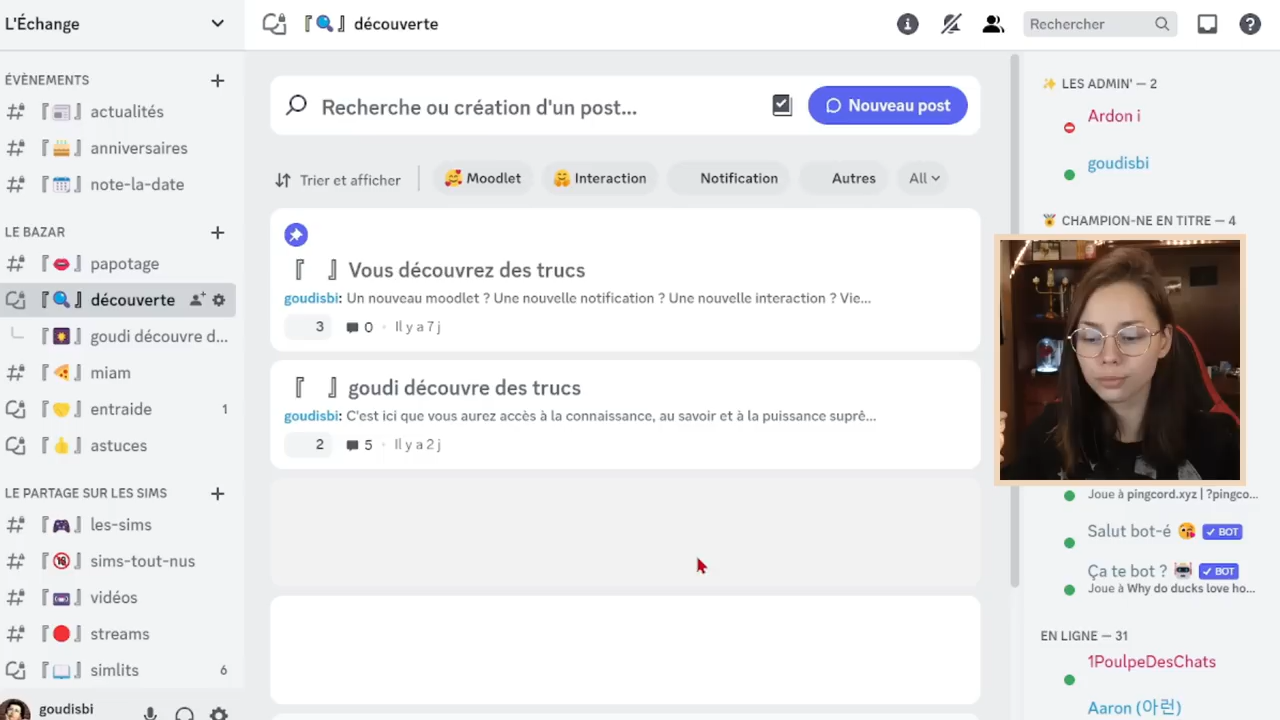 L'Échange
『🔍』 découverte
Rechercher
ÉVÈNEMENTS
『📰』 actualités
『🎂』 anniversaires
『🗓️』 note-la-date
LE BAZAR
『👄』 papotage
『🔍』 découverte
『💥』 goudi découvre d...
『🍕』 miam
『🤝』 entraide 1
『👍』 astuces
LE PARTAGE SUR LES SIMS
『🎮』 les-sims
『🔞』 sims-tout-nus
『📼』 vidéos
『🔴』 streams
『📖』 simlits 6
goudisbi
Recherche ou création d'un post...
Nouveau post
Trier et afficher
🥰 Moodlet
🤗 Interaction
Notification
Autres
All
『 』 Vous découvrez des trucs
goudisbi: Un nouveau moodlet ? Une nouvelle notification ? Une nouvelle interaction ? Vie...
3 0 • Il y a 7 j
『 』 goudi découvre des trucs
goudisbi: C'est ici que vous aurez accès à la connaissance, au savoir et à la puissance suprê...
2 5 • Il y a 2 j
✨ LES ADMIN' — 2
Ardon i
goudisbi
🏅 CHAMPION-NE EN TITRE — 4
Joue à pingcord.xyz | ?pingco...
Salut bot-é 😘 ✓ BOT
Ça te bot ? 🤖 ✓ BOT
Joue à Why do ducks love ho...
EN LIGNE — 31
1PoulpeDesChats
Aaron (아런)